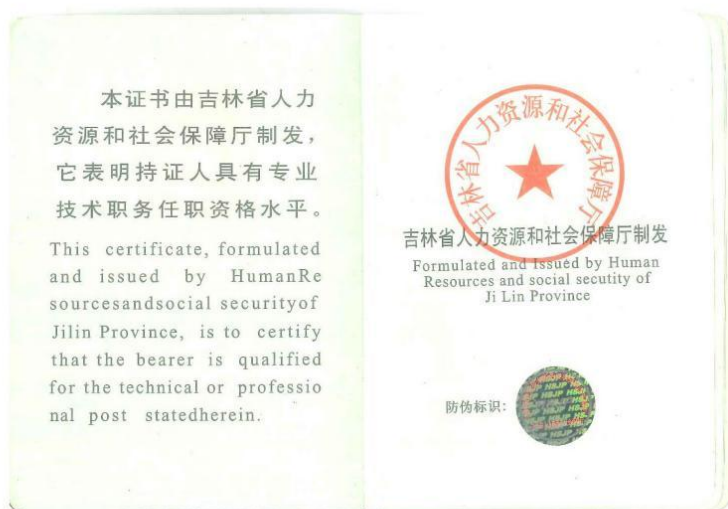 本证书由吉林省人力
资源和社会保障厅制发，
它表明持证人具有专业
技术职务任职资格水平。
This certificate, formulated
and issued by HumanRe
sourcesandsocial securityof
Jilin Province, is to certify
that the bearer is qualified
for the technical or professio
nal post statedherein.
吉林省人力资源和社会保障厅
吉林省人力资源和社会保障厅制发
Formulated and Issued by Human
Resources and social secutity of
Ji Lin Province
防伪标识：
HBJP